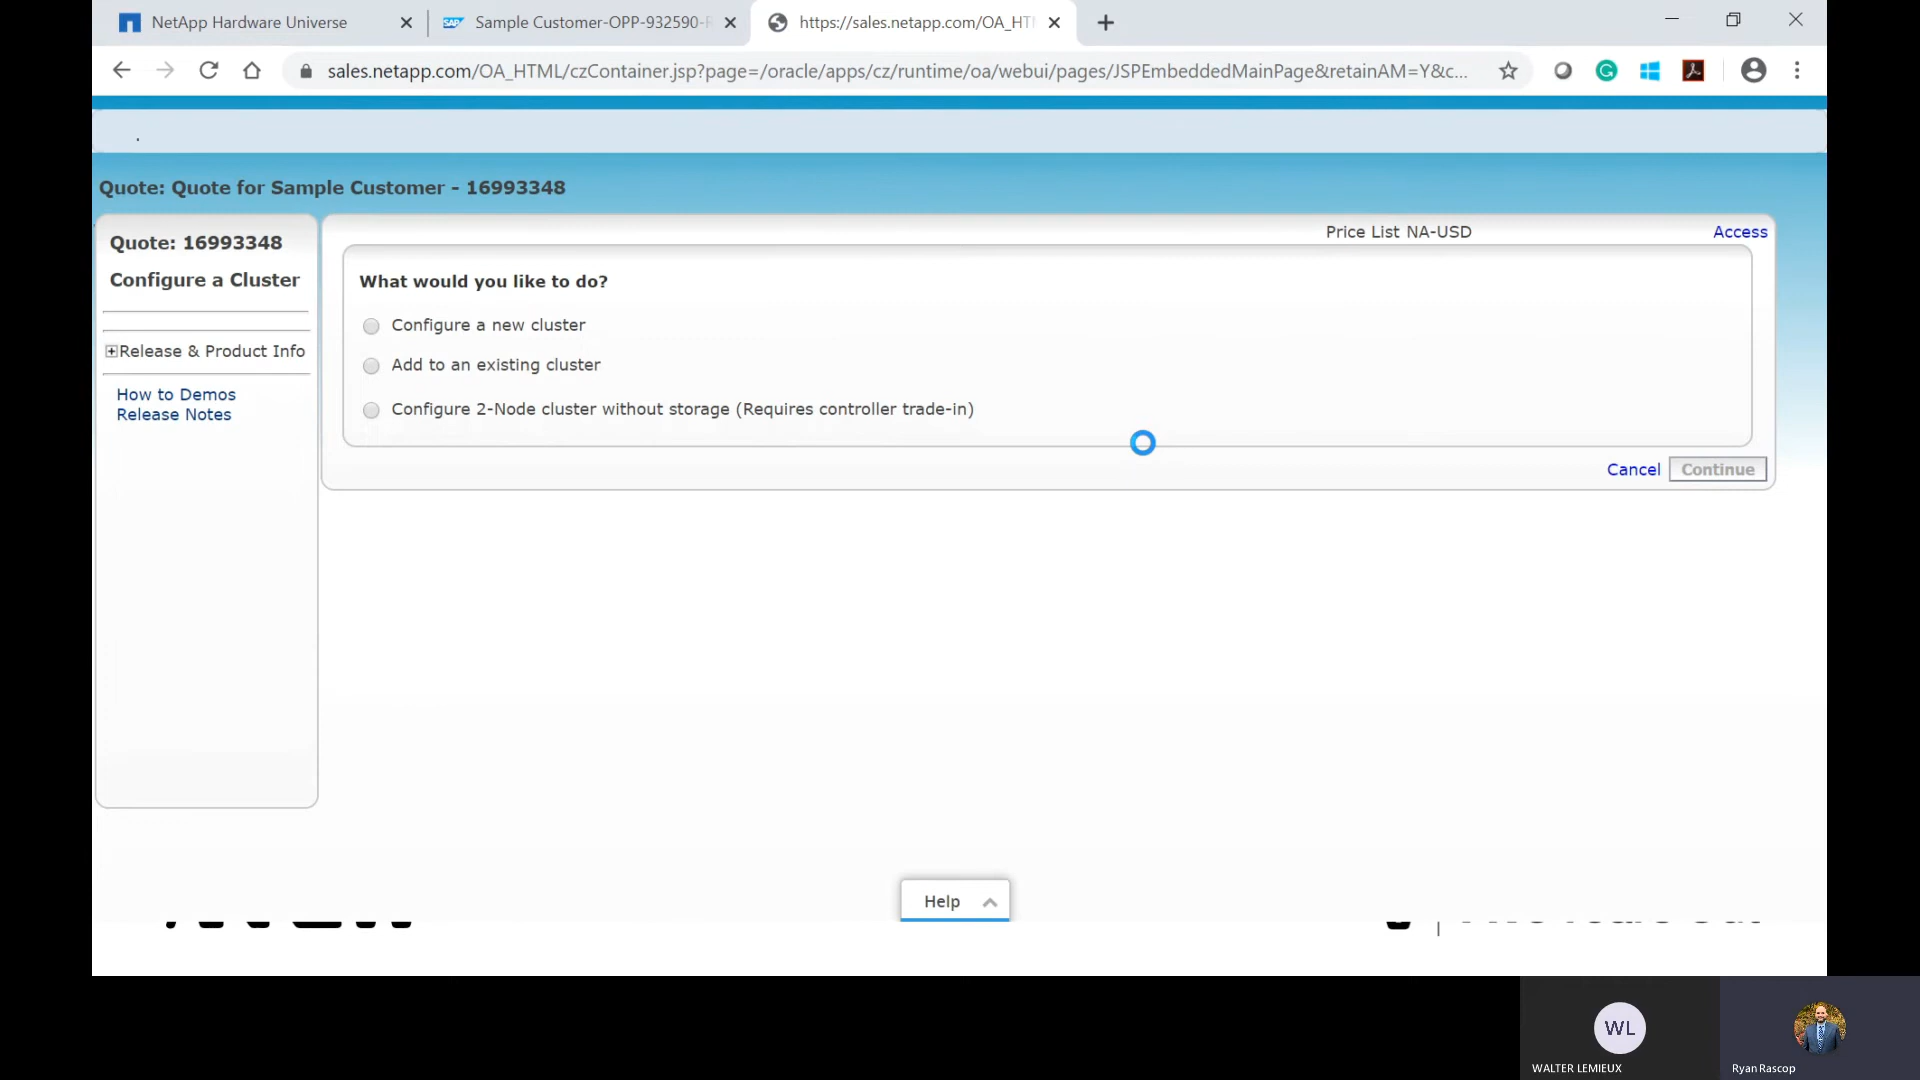 NetApp Hardware Universe
SAP Sample Customer-OPP-932590-R
https://sales.netapp.com/OA_HTI
sales.netapp.com/OA_HTML/czContainer.jsp?page=/oracle/apps/cz/runtime/oa/webui/pages/JSPEmbeddedMainPage&retainAM=Y&c...
Quote: Quote for Sample Customer - 16993348
Quote: 16993348
Configure a Cluster
Release & Product Info
How to Demos
Release Notes
Price List NA-USD
Access
What would you like to do?
Configure a new cluster
Add to an existing cluster
Configure 2-Node cluster without storage (Requires controller trade-in)
Cancel
Continue
Help
WL
WALTER LEMIEUX
Ryan Rascop